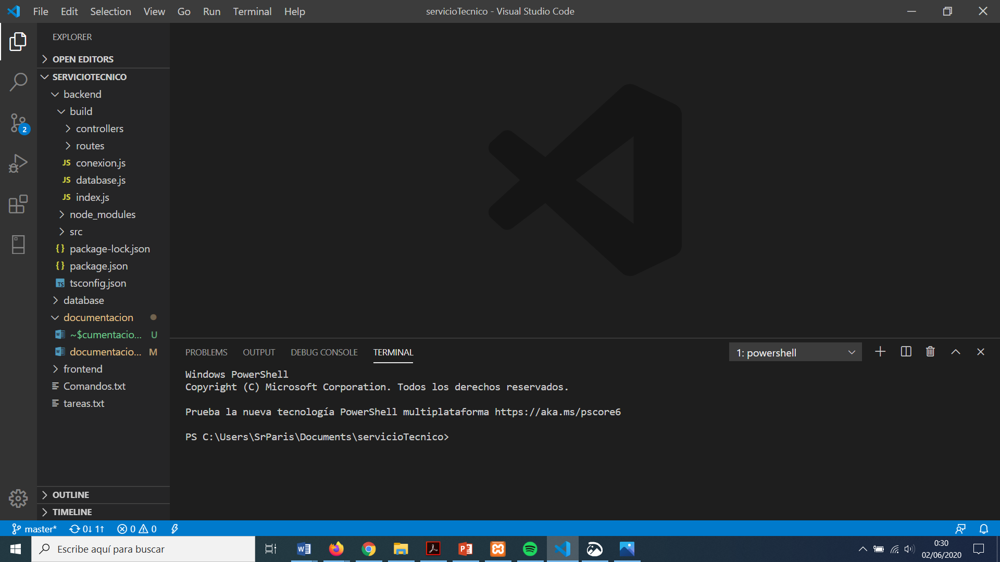 File Edit Selection View Go Run Terminal Help
servicioTecnico - Visual Studio Code
EXPLORER
OPEN EDITORS
SERVICIOTECNICO
backend
build
controllers
routes
JS conexion.js
JS database.js
JS index.js
node_modules
src
{} package-lock.json
{} package.json
TS tsconfig.json
database
documentacion
~$cumentacio... U
documentacio... M
frontend
Comandos.txt
tareas.txt
OUTLINE
TIMELINE
2
PROBLEMS OUTPUT DEBUG CONSOLE TERMINAL
1: powershell
Windows PowerShell
Copyright (C) Microsoft Corporation. Todos los derechos reservados.
Prueba la nueva tecnología PowerShell multiplataforma https://aka.ms/pscore6
PS C:\Users\SrParis\Documents\servicioTecnico>
master* 0↓ 1↑ 0 0
Escribe aquí para buscar
0:30
02/06/2020